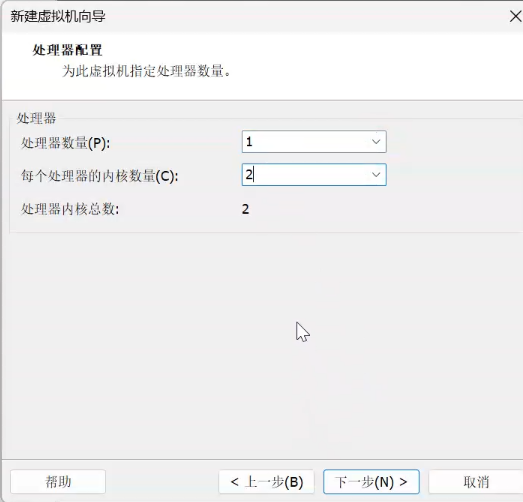 新建虚拟机向导
处理器配置
为此虚拟机指定处理器数量。
处理器
处理器数量(P): 1
每个处理器的内核数量(C): 2
处理器内核总数: 2
帮助 < 上一步(B) 下一步(N) > 取消